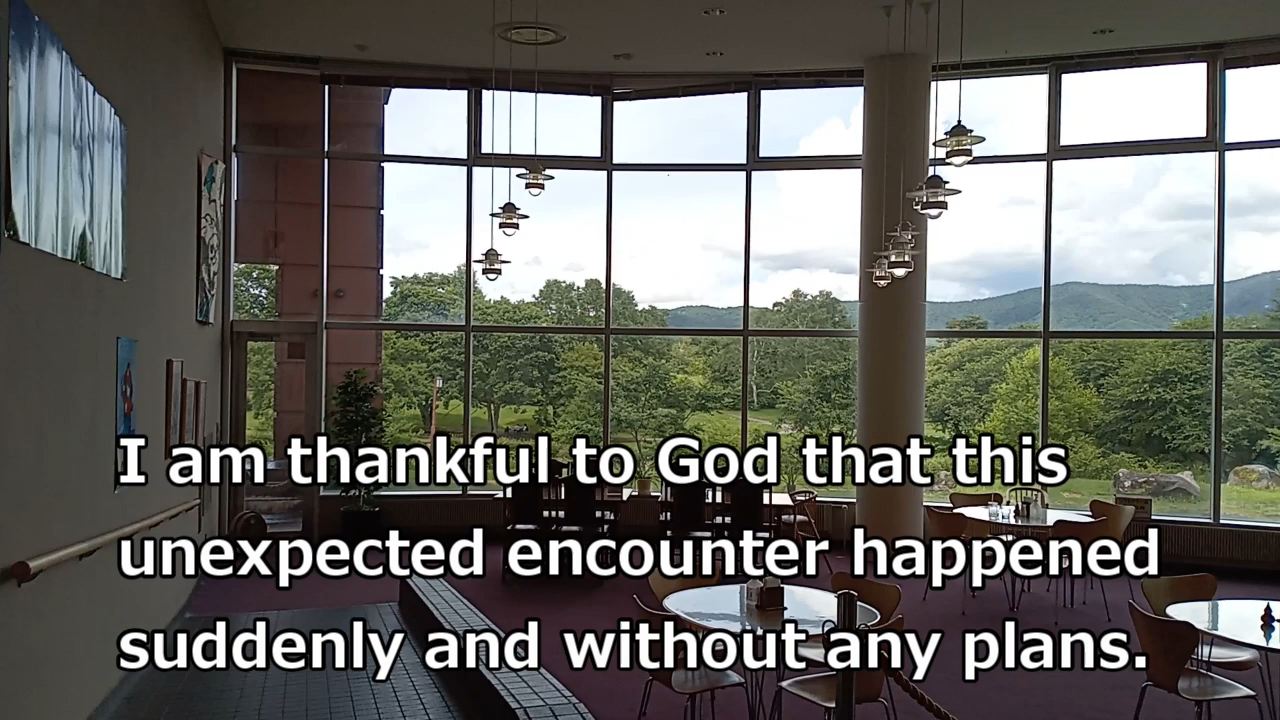 I am thankful to God that this
unexpected encounter happened
suddenly and without any plans.